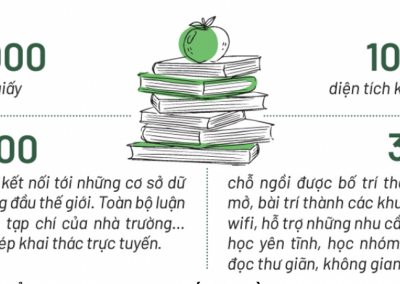 000
10
giấy
diện tích k
00
3
kết nối tới những cơ sở dữ
g đầu thế giới. Toàn bộ luận
tạp chí của nhà trường...
ép khai thác trực tuyến.
chỗ ngồi được bố trí th
mở, bài trí thành các khu
wifi, hỗ trợ những nhu cầ
học yên tĩnh, học nhóm
đọc thư giãn, không gian